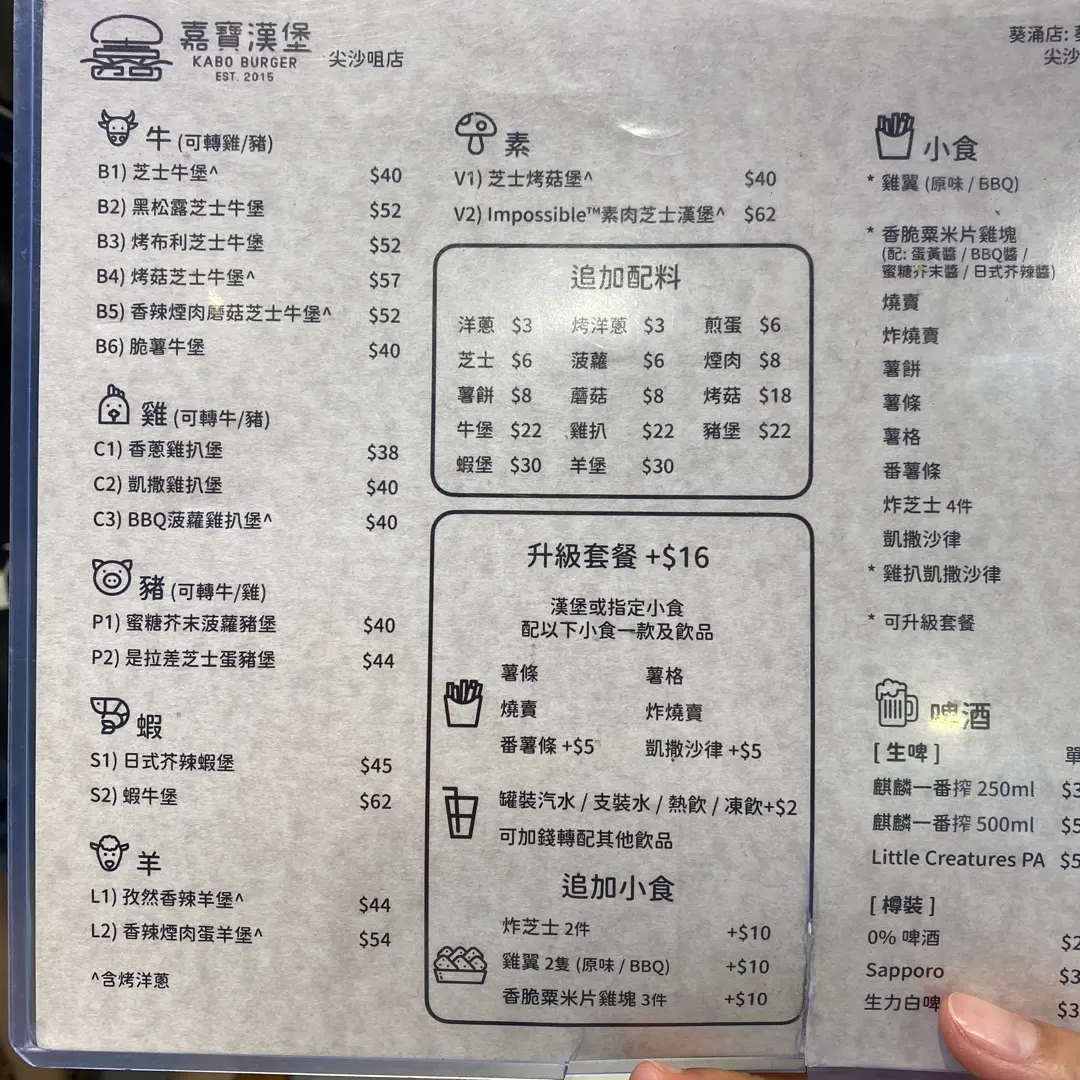 嘉寶漢堡
KABO BURGER
EST. 2015
尖沙咀店
葵涌店:
尖沙
牛 (可轉雞/豬)
B1) 芝士牛堡^ $40
B2) 黑松露芝士牛堡 $52
B3) 烤布利芝士牛堡 $52
B4) 烤菇芝士牛堡^ $57
B5) 香辣煙肉蘑菇芝士牛堡^ $52
B6) 脆薯牛堡 $40
雞 (可轉牛/豬)
C1) 香蔥雞扒堡 $38
C2) 凱撒雞扒堡 $40
C3) BBQ菠蘿雞扒堡^ $40
豬 (可轉牛/雞)
P1) 蜜糖芥末菠蘿豬堡 $40
P2) 是拉差芝士蛋豬堡 $44
蝦
S1) 日式芥辣蝦堡 $45
S2) 蝦牛堡 $62
羊
L1) 孜然香辣羊堡^ $44
L2) 香辣煙肉蛋羊堡^ $54
^含烤洋蔥
素
V1) 芝士烤菇堡^ $40
V2) Impossible™素肉芝士漢堡^ $62
追加配料
洋蔥 $3 烤洋蔥 $3 煎蛋 $6
芝士 $6 菠蘿 $6 煙肉 $8
薯餅 $8 蘑菇 $8 烤菇 $18
牛堡 $22 雞扒 $22 豬堡 $22
蝦堡 $30 羊堡 $30
升級套餐 +$16
漢堡或指定小食
配以下小食一款及飲品
薯條 薯格
燒賣 炸燒賣
番薯條 +$5 凱撒沙律 +$5
罐裝汽水 / 支裝水 / 熱飲 / 凍飲+$2
可加錢轉配其他飲品
追加小食
炸芝士 2件 +$10
雞翼 2隻 (原味 / BBQ) +$10
香脆粟米片雞塊 3件 +$10
小食
* 雞翼 (原味 / BBQ)
* 香脆粟米片雞塊
(配: 蛋黃醬 / BBQ醬 /
蜜糖芥末醬 / 日式芥辣醬)
燒賣
炸燒賣
薯餅
薯條
薯格
番薯條
炸芝士 4件
凱撒沙律
* 雞扒凱撒沙律
* 可升級套餐
啤酒
[ 生啤 ] 單
麒麟一番搾 250ml $3
麒麟一番搾 500ml $5
Little Creatures PA $5
[ 樽裝 ]
0% 啤酒 $2
Sapporo $3
生力白啤 $3